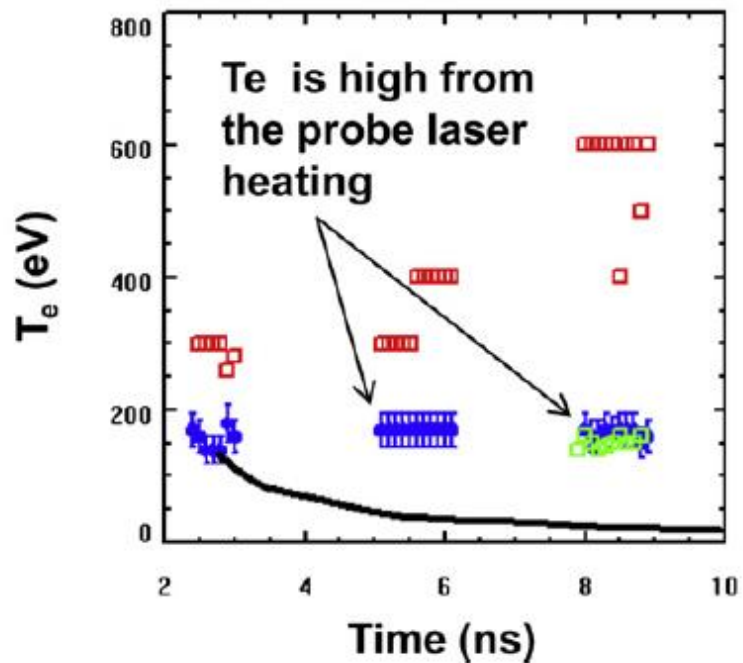 800
Te is high from
the probe laser
heating
600
400
200
0
Te (eV)
2 4 6 8 10
Time (ns)